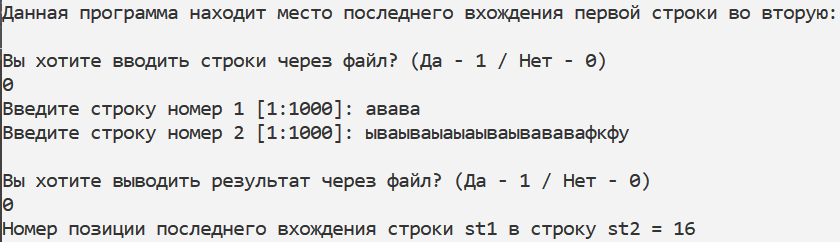 Данная программа находит место последнего вхождения первой строки во вторую:
Вы хотите вводить строки через файл? (Да - 1 / Нет - 0)
0
Введите строку номер 1 [1:1000]: авава
Введите строку номер 2 [1:1000]: ываываыаыаываывававафкфу
Вы хотите выводить результат через файл? (Да - 1 / Нет - 0)
0
Номер позиции последнего вхождения строки st1 в строку st2 = 16